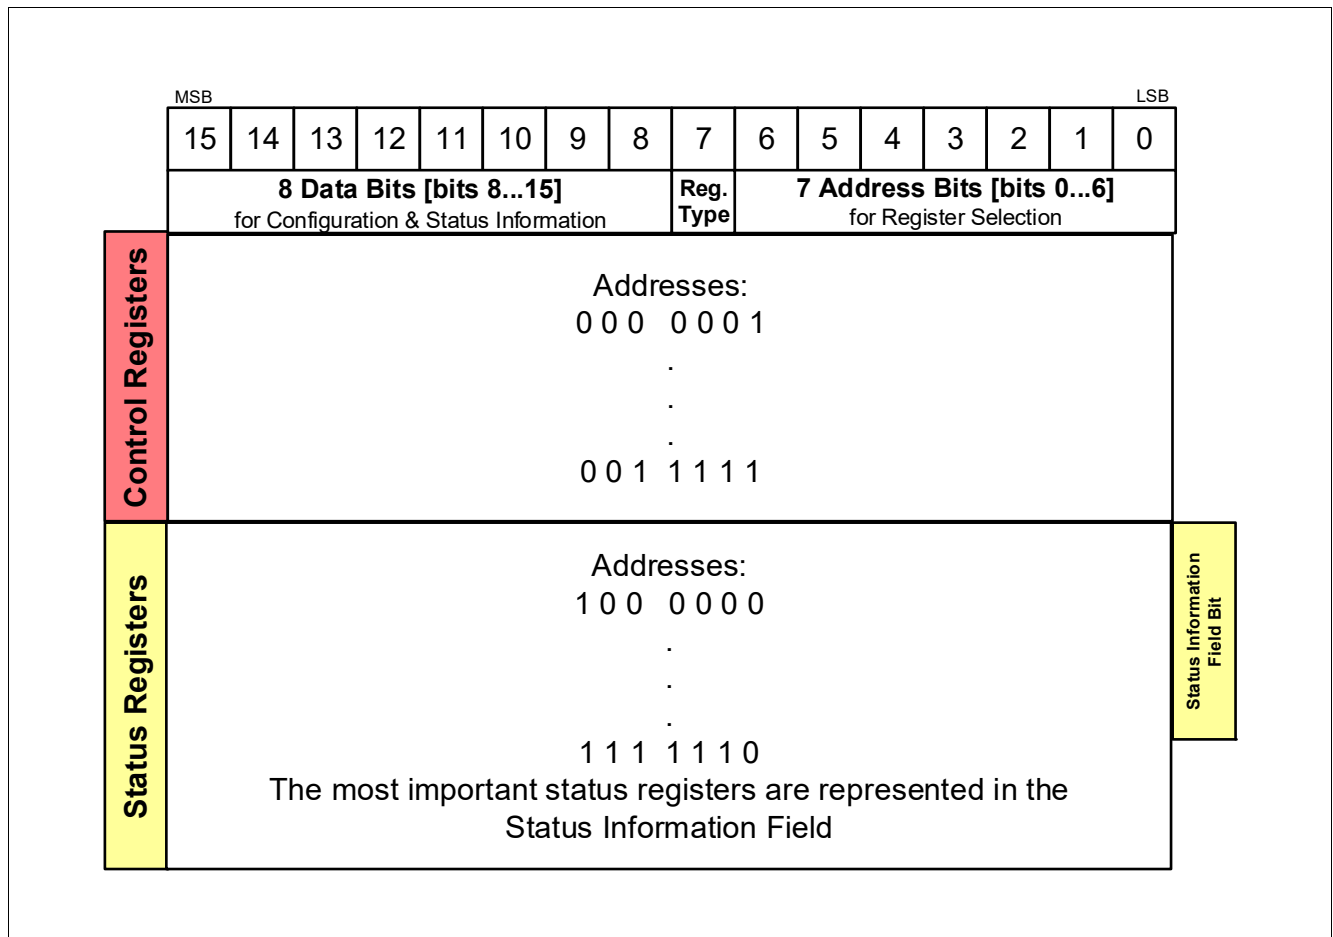 MSB LSB
15 14 13 12 11 10 9 8 7 6 5 4 3 2 1 0
8 Data Bits [bits 8...15]
for Configuration & Status Information
Reg.
Type
7 Address Bits [bits 0...6]
for Register Selection
Control Registers
Addresses:
0 0 0 0 0 0 1
.
.
.
0 0 1 1 1 1 1
Status Registers
Addresses:
1 0 0 0 0 0 0
.
.
.
1 1 1 1 1 1 0
The most important status registers are represented in the
Status Information Field
Status Information
Field Bit